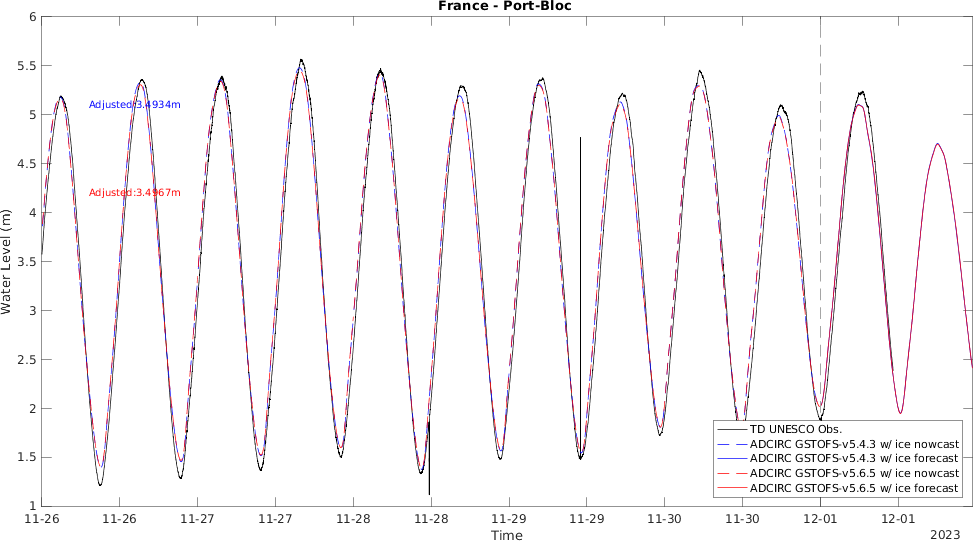 France - Port-Bloc
6
5.5
5
4.5
4
3.5
3
2.5
2
1.5
1
Water Level (m)
Adjusted:3.4934m
Adjusted:3.4967m
TD UNESCO Obs.
ADCIRC GSTOFS-v5.4.3 w/ ice nowcast
ADCIRC GSTOFS-v5.4.3 w/ ice forecast
ADCIRC GSTOFS-v5.6.5 w/ ice nowcast
ADCIRC GSTOFS-v5.6.5 w/ ice forecast
11-26 11-26 11-27 11-27 11-28 11-28 11-29 11-29 11-30 11-30 12-01 12-01
Time
2023